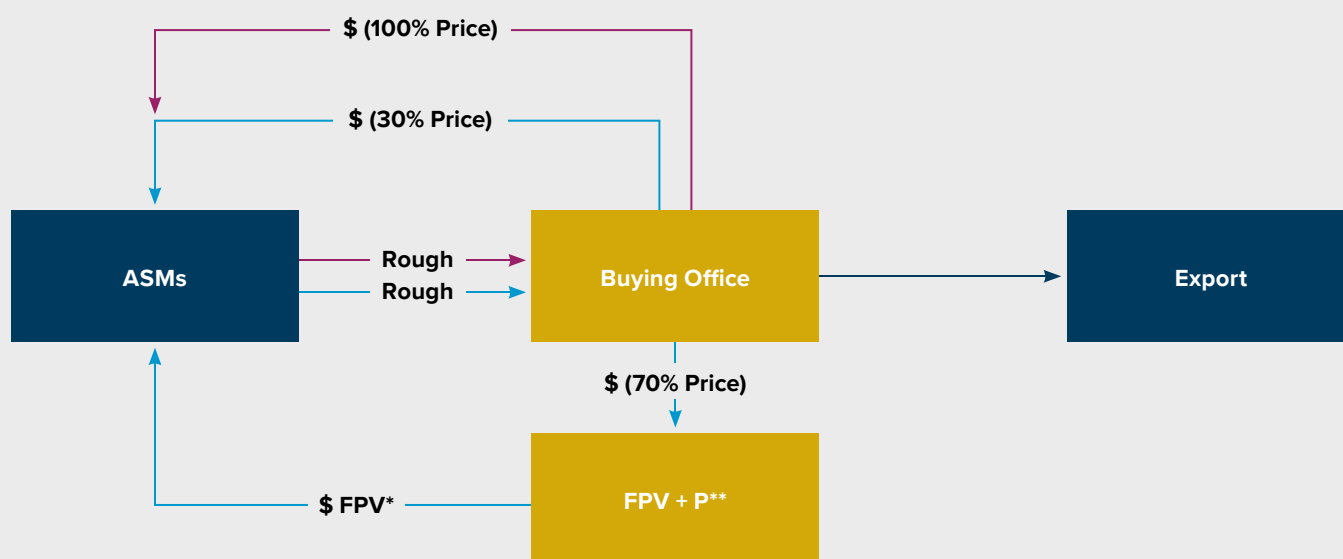 $ (100% Price)
$ (30% Price)
ASMs
Rough
Rough
Buying Office
Export
$ (70% Price)
$ FPV*
FPV + P**